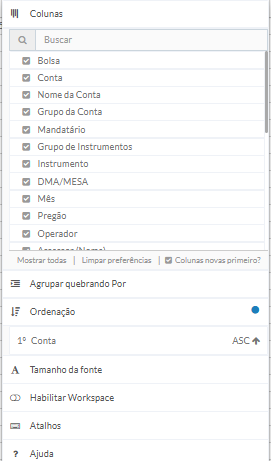 Colunas
Buscar
Bolsa
Conta
Nome da Conta
Grupo da Conta
Mandatário
Grupo de Instrumentos
Instrumento
DMA/MESA
Mês
Pregão
Operador
Mostrar todas | Limpar preferências | Colunas novas primeiro?
Agrupar quebrando Por
Ordenação
1º Conta ASC
A Tamanho da fonte
Habilitar Workspace
Atalhos
? Ajuda